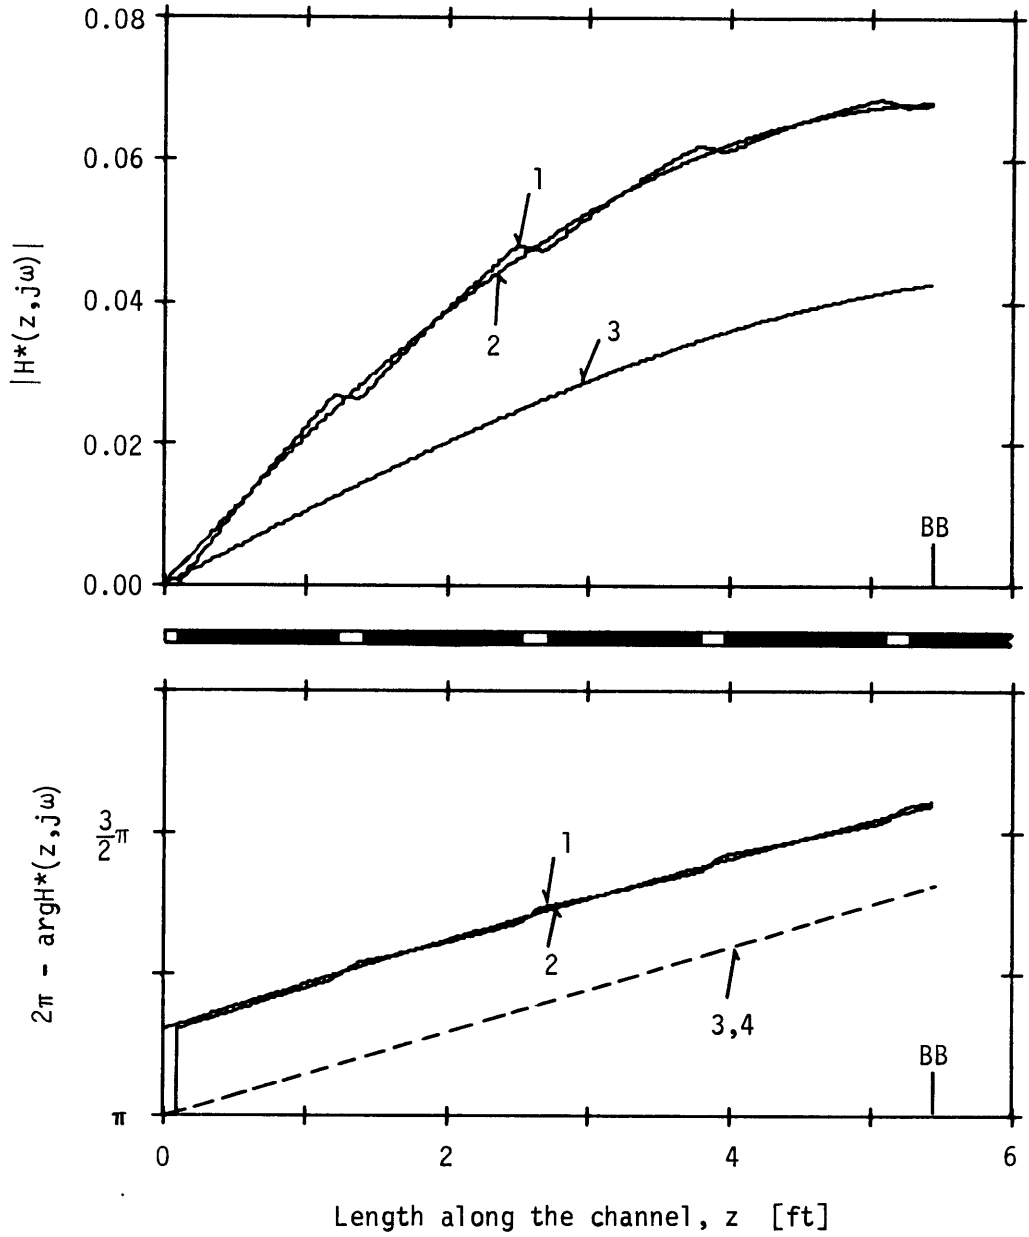 0.08
0.06
0.04
0.02
0.00
|H*(z,jω)|
1
2
3
BB
3/2 π
π
2π - argH*(z,jω)
1
2
3,4
BB
0
2
4
6
Length along the channel, z [ft]